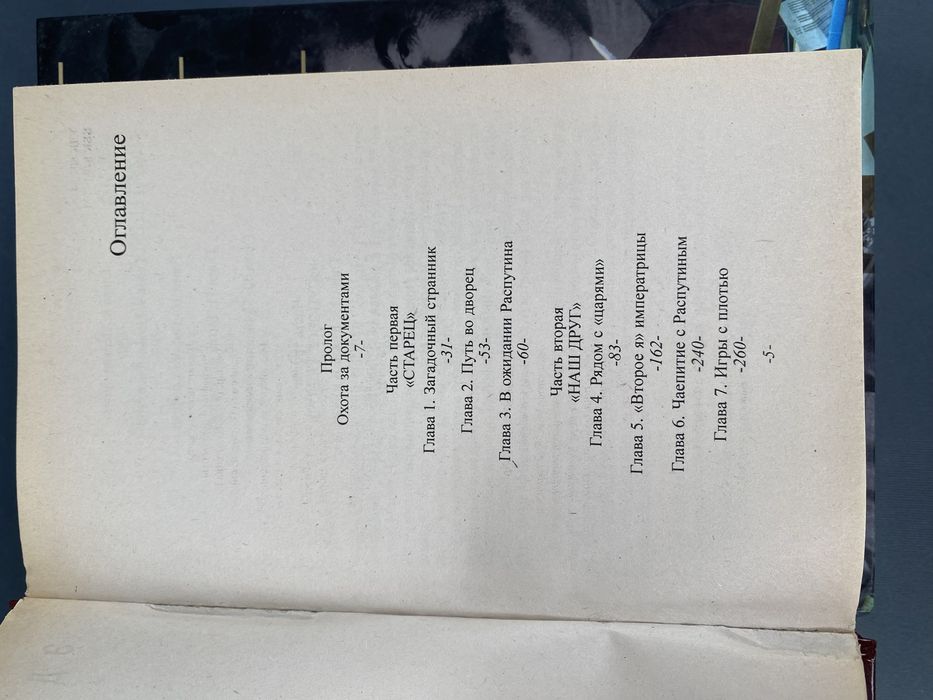 Оглавление
Пролог
Охота за документами
-7-
Часть первая
«СТАРЕЦ»
Глава 1. Загадочный странник
-31-
Глава 2. Путь во дворец
-53-
Глава 3. В ожидании Распутина
-60-
Часть вторая
«НАШ ДРУГ»
Глава 4. Рядом с «царями»
-83-
Глава 5. «Второе я» императрицы
-162-
Глава 6. Чаепитие с Распутиным
-240-
Глава 7. Игры с плотью
-260-
-5-